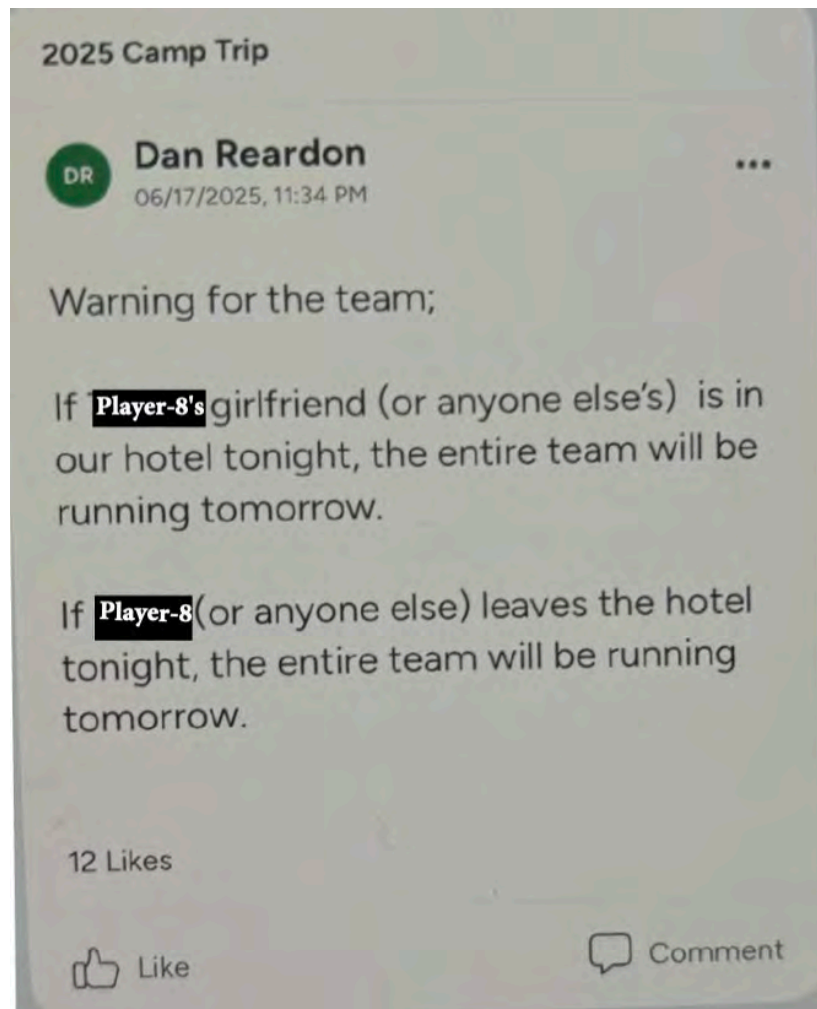 2025 Camp Trip
DR
Dan Reardon
•••
06/17/2025, 11:34 PM
Warning for the team;
If Player-8's girlfriend (or anyone else's) is in
our hotel tonight, the entire team will be
running tomorrow.
If Player-8 (or anyone else) leaves the hotel
tonight, the entire team will be running
tomorrow.
12 Likes
Like
Comment